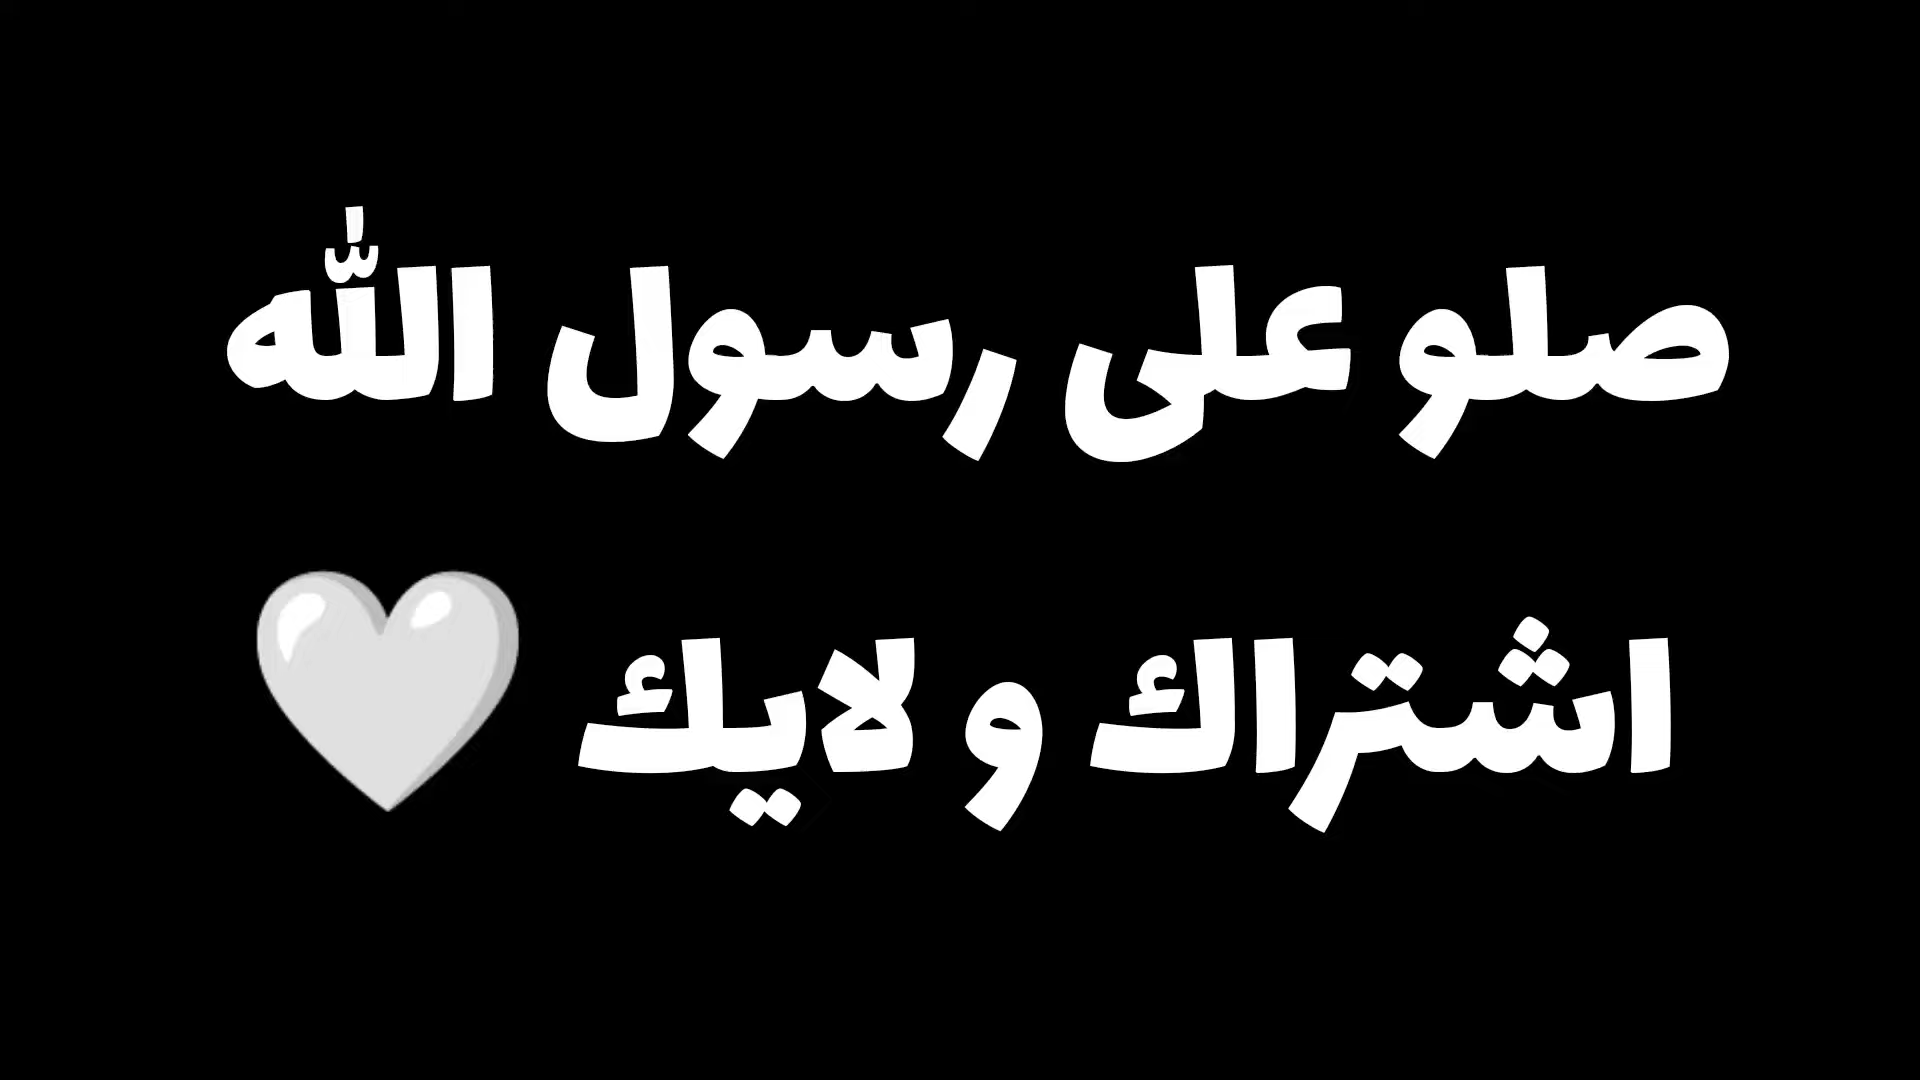 صلو على رسول الله
اشتراك و لايك 🤍